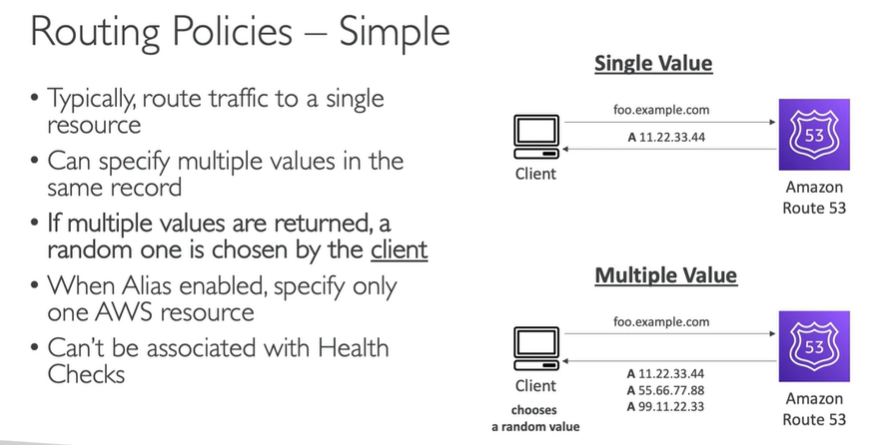 Routing Policies – Simple
• Typically, route traffic to a single
resource
• Can specify multiple values in the
same record
• If multiple values are returned, a
random one is chosen by the client
• When Alias enabled, specify only
one AWS resource
• Can't be associated with Health
Checks
Single Value
foo.example.com
A 11.22.33.44
53
Client
Amazon
Route 53
Multiple Value
foo.example.com
53
A 11.22.33.44
A 55.66.77.88
A 99.11.22.33
Client
chooses
a random value
Amazon
Route 53